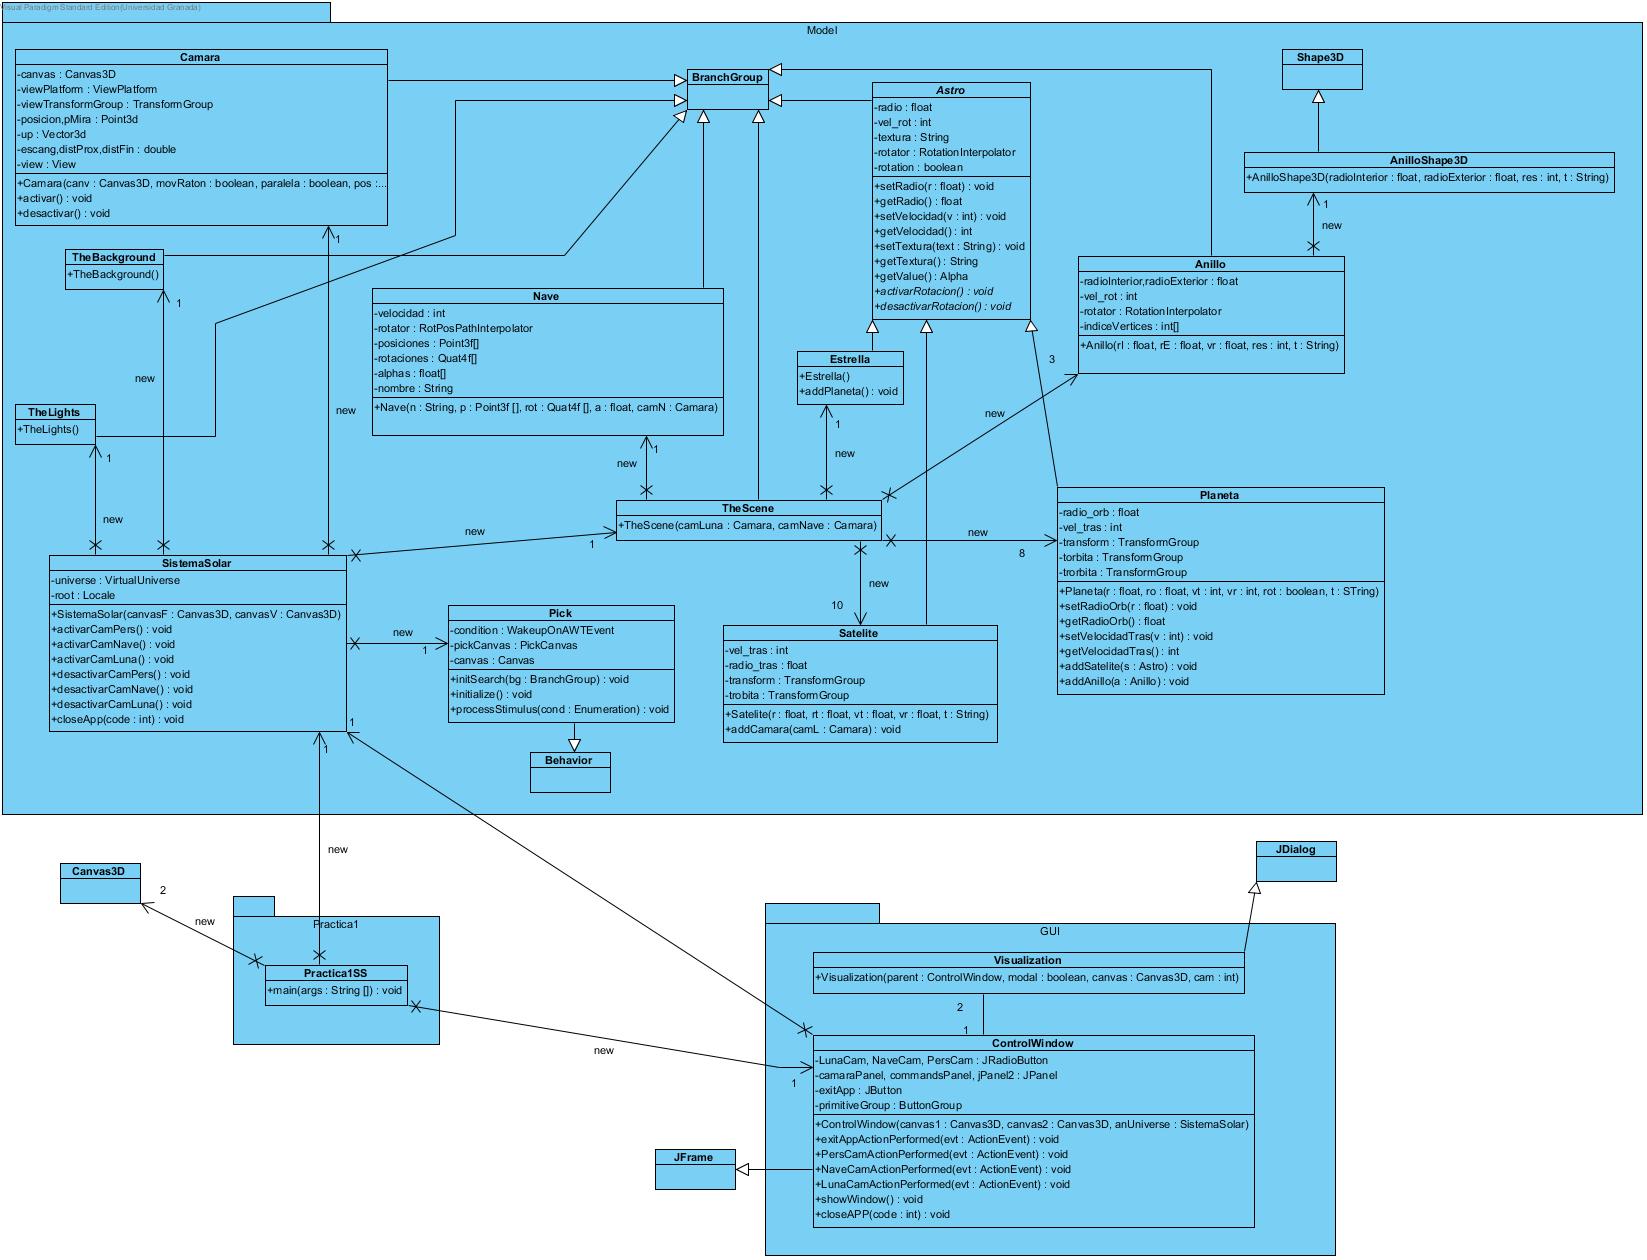 Visual Paradigm Standard Edition(Universidad Granada)
Model
Camara
-canvas : Canvas3D
-viewPlatform : ViewPlatform
-viewTransformGroup : TransformGroup
-posicion,pMira : Point3d
-up : Vector3d
-escang,distProx,distFin : double
-view : View
+Camara(canv : Canvas3D, movRaton : boolean, paralela : boolean, pos :...
+activar() : void
+desactivar() : void
BranchGroup
Astro
-radio : float
-vel_rot : int
-textura : String
-rotator : RotationInterpolator
-rotation : boolean
+setRadio(r : float) : void
+getRadio() : float
+setVelocidad(v : int) : void
+getVelocidad() : int
+setTextura(text : String) : void
+getTextura() : String
+getValue() : Alpha
+activarRotacion() : void
+desactivarRotacion() : void
Shape3D
AnilloShape3D
+AnilloShape3D(radioInterior : float, radioExterior : float, res : int, t : String)
1
new
Anillo
-radioInterior,radioExterior : float
-vel_rot : int
-rotator : RotationInterpolator
-indiceVertices : int[]
+Anillo(rI : float, rE : float, vr : float, res : int, t : String)
3
new
TheBackground
+TheBackground()
1
new
1
new
Nave
-velocidad : int
-rotator : RotPosPathInterpolator
-posiciones : Point3f[]
-rotaciones : Quat4f[]
-alphas : float[]
-nombre : String
+Nave(n : String, p : Point3f [], rot : Quat4f [], a : float, camN : Camara)
1
new
Estrella
+Estrella()
+addPlaneta() : void
1
new
TheLights
+TheLights()
1
new
TheScene
+TheScene(camLuna : Camara, camNave : Camara)
new
1
new
8
new
10
Planeta
-radio_orb : float
-vel_tras : int
-transform : TransformGroup
-torbita : TransformGroup
-trorbita : TransformGroup
+Planeta(r : float, ro : float, vt : int, vr : int, rot : boolean, t : STring)
+setRadioOrb(r : float) : void
+getRadioOrb() : float
+setVelocidadTras(v : int) : void
+getVelocidadTras() : int
+addSatelite(s : Astro) : void
+addAnillo(a : Anillo) : void
SistemaSolar
-universe : VirtualUniverse
-root : Locale
+SistemaSolar(canvasF : Canvas3D, canvasV : Canvas3D)
+activarCamPers() : void
+activarCamNave() : void
+activarCamLuna() : void
+desactivarCamPers() : void
+desactivarCamNave() : void
+desactivarCamLuna() : void
+closeApp(code : int) : void
new
1
Pick
-condition : WakeupOnAWTEvent
-pickCanvas : PickCanvas
-canvas : Canvas
+initSearch(bg : BranchGroup) : void
+initialize() : void
+processStimulus(cond : Enumeration) : void
Behavior
Satelite
-vel_tras : int
-radio_tras : float
-transform : TransformGroup
-trobita : TransformGroup
+Satelite(r : float, rt : float, vt : float, vr : float, t : String)
+addCamara(camL : Camara) : void
1
1
new
Canvas3D
2
new
Practica1
Practica1SS
+main(args : String []) : void
new
1
JDialog
GUI
Visualization
+Visualization(parent : ControlWindow, modal : boolean, canvas : Canvas3D, cam : int)
2
1
ControlWindow
-LunaCam, NaveCam, PersCam : JRadioButton
-camaraPanel, commandsPanel, jPanel2 : JPanel
-exitApp : JButton
-primitiveGroup : ButtonGroup
+ControlWindow(canvas1 : Canvas3D, canvas2 : Canvas3D, anUniverse : SistemaSolar)
+exitAppActionPerformed(evt : ActionEvent) : void
+PersCamActionPerformed(evt : ActionEvent) : void
+NaveCamActionPerformed(evt : ActionEvent) : void
+LunaCamActionPerformed(evt : ActionEvent) : void
+showWindow() : void
+closeAPP(code : int) : void
JFrame